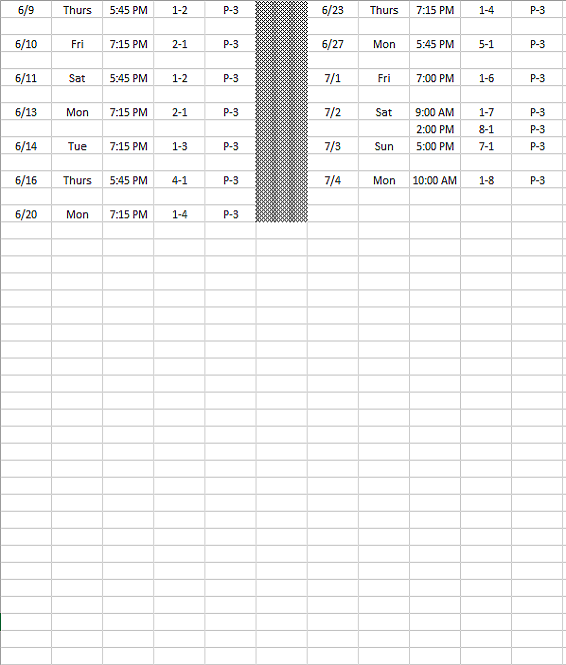 6/9 Thurs 5:45 PM 1-2 P-3 6/23 Thurs 7:15 PM 1-4 P-3
6/10 Fri 7:15 PM 2-1 P-3 6/27 Mon 5:45 PM 5-1 P-3
6/11 Sat 5:45 PM 1-2 P-3 7/1 Fri 7:00 PM 1-6 P-3
6/13 Mon 7:15 PM 2-1 P-3 7/2 Sat 9:00 AM 1-7 P-3
2:00 PM 8-1 P-3
6/14 Tue 7:15 PM 1-3 P-3 7/3 Sun 5:00 PM 7-1 P-3
6/16 Thurs 5:45 PM 4-1 P-3 7/4 Mon 10:00 AM 1-8 P-3
6/20 Mon 7:15 PM 1-4 P-3